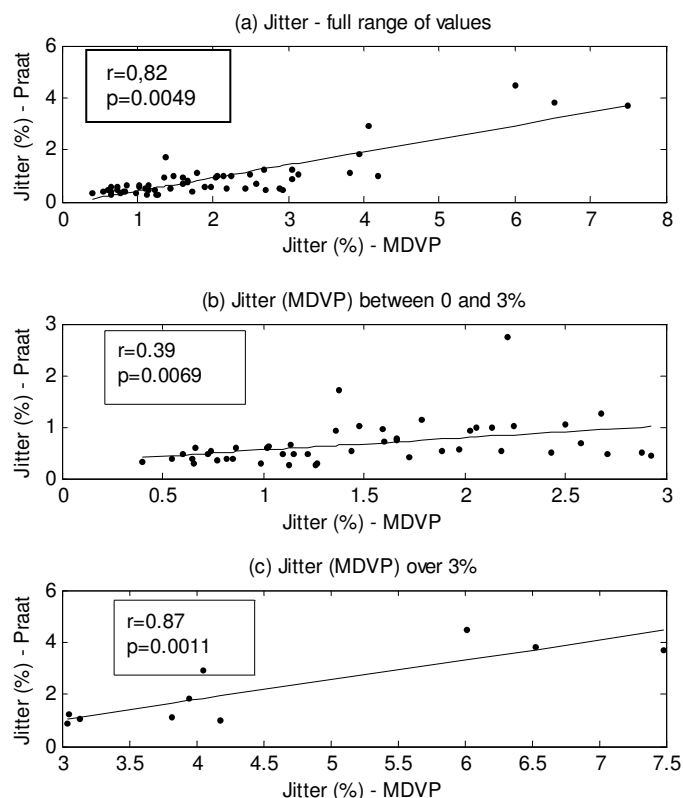 (a) Jitter - full range of values
Jitter (%) - Praat
6
4
2
0
r=0,82
p=0.0049
0 1 2 3 4 5 6 7 8
Jitter (%) - MDVP
(b) Jitter (MDVP) between 0 and 3%
Jitter (%) - Praat
3
2
1
0
r=0.39
p=0.0069
0 0.5 1 1.5 2 2.5 3
Jitter (%) - MDVP
(c) Jitter (MDVP) over 3%
Jitter (%) - Praat
6
4
2
0
r=0.87
p=0.0011
3 3.5 4 4.5 5 5.5 6 6.5 7 7.5
Jitter (%) - MDVP